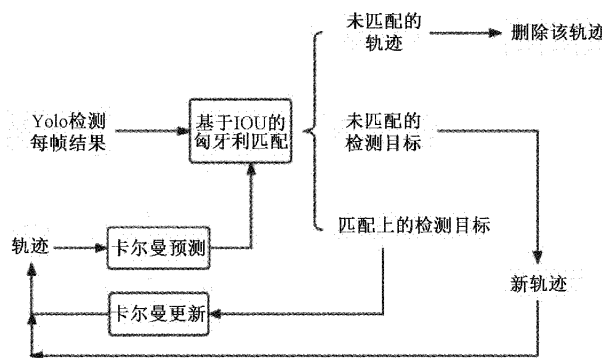 未匹配的
轨迹
删除该轨迹
Yolo检测
每帧结果
基于IOU的
匈牙利匹配
未匹配的
检测目标
匹配上的检测目标
轨迹
卡尔曼预测
新轨迹
卡尔曼更新